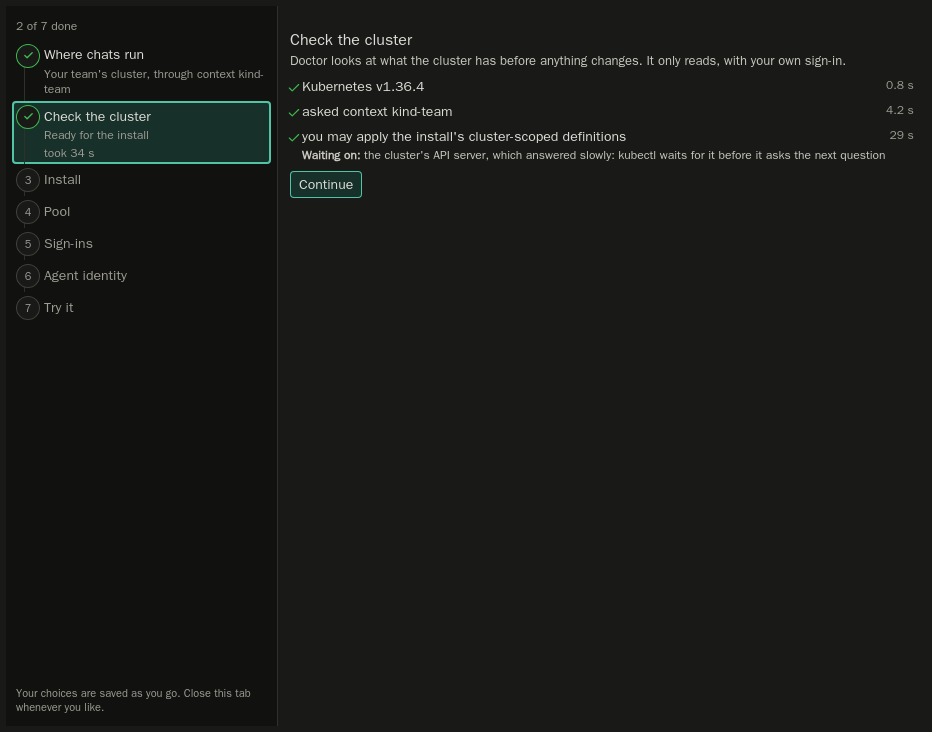 2 of 7 done
Where chats run
Your team's cluster, through context kind-
team
Check the cluster
Ready for the install
took 34 s
3 Install
4 Pool
5 Sign-ins
6 Agent identity
7 Try it
Your choices are saved as you go. Close this tab
whenever you like.
Check the cluster
Doctor looks at what the cluster has before anything changes. It only reads, with your own sign-in.
Kubernetes v1.36.4 0.8 s
asked context kind-team 4.2 s
you may apply the install's cluster-scoped definitions 29 s
Waiting on: the cluster's API server, which answered slowly: kubectl waits for it before it asks the next question
Continue